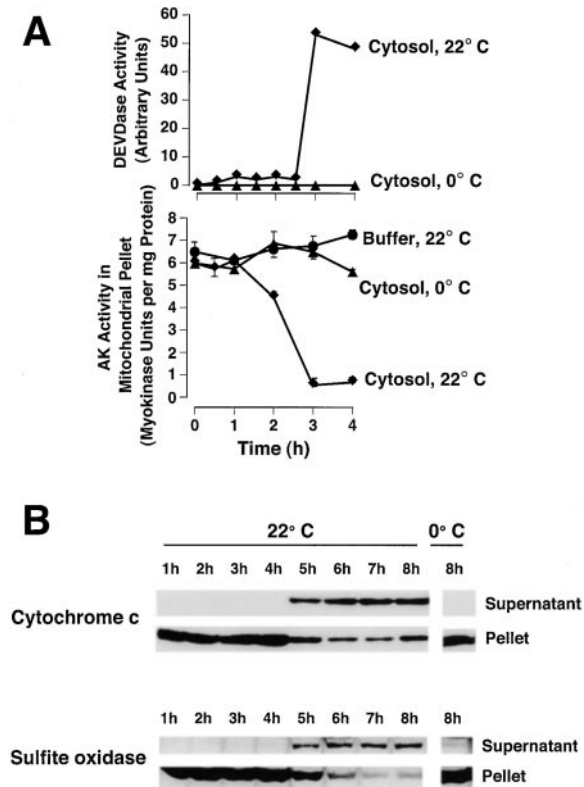 A
DEVDase Activity
(Arbitrary Units)
60
50
40
30
20
10
0
Cytosol, 22° C
Cytosol, 0° C
AK Activity in
Mitochondrial Pellet
(Myokinase Units per mg Protein)
8
7
6
5
4
3
2
1
0
Buffer, 22° C
Cytosol, 0° C
Cytosol, 22° C
0 1 2 3 4
Time (h)
B
22° C 0° C
1h 2h 3h 4h 5h 6h 7h 8h 8h
Cytochrome c
Supernatant
Pellet
1h 2h 3h 4h 5h 6h 7h 8h 8h
Sulfite oxidase
Supernatant
Pellet